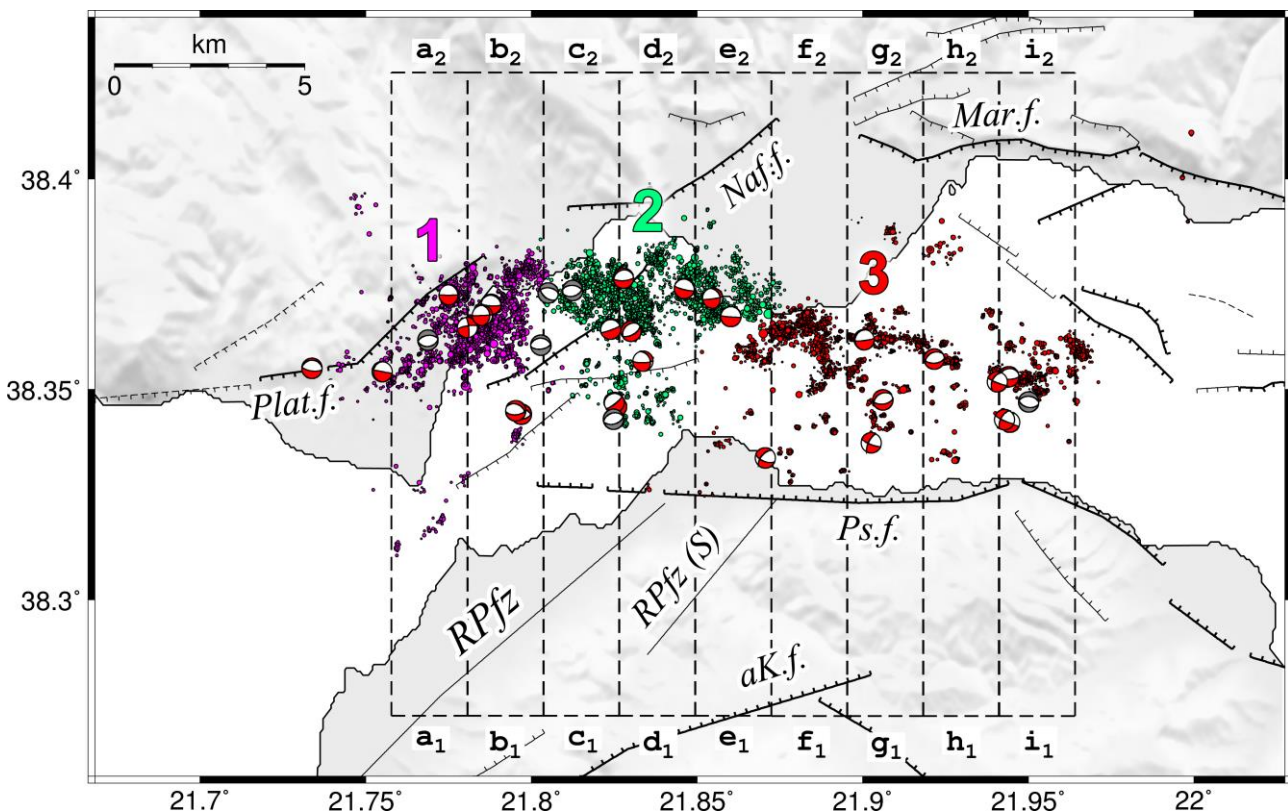 km
0 5
a2 b2 c2 d2 e2 f2 g2 h2 i2
Mar.f.
38.4°
Naf.f.
1
2
3
38.35°
Plat.f.
Ps.f.
RPfz
RPfz (S)
38.3°
aK.f.
a1 b1 c1 d1 e1 f1 g1 h1 i1
21.7° 21.75° 21.8° 21.85° 21.9° 21.95° 22°